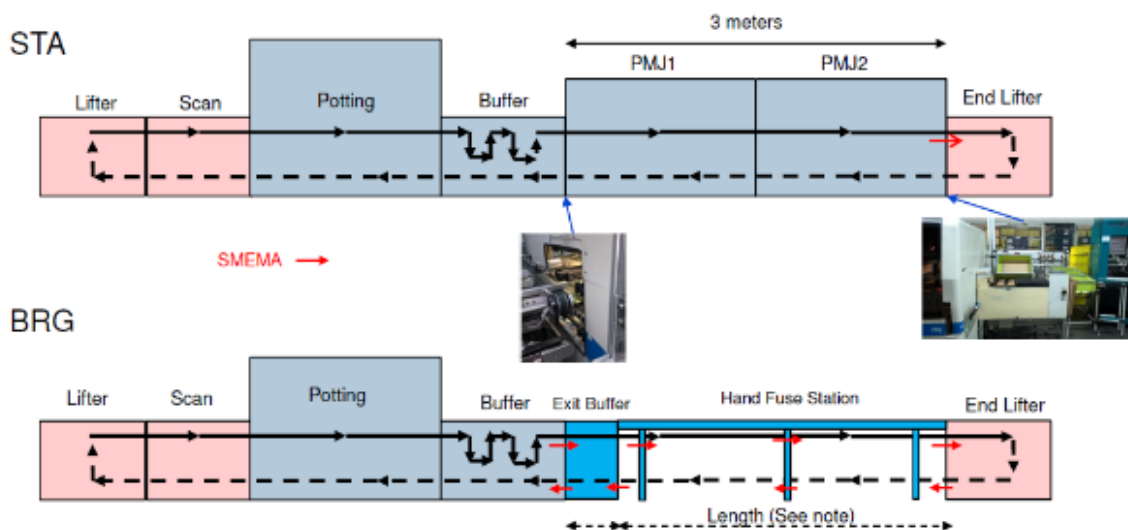 STA
3 meters
PMJ1
PMJ2
Lifter
Scan
Potting
Buffer
End Lifter
SMEMA
BRG
Lifter
Scan
Potting
Buffer
Exit Buffer
Hand Fuse Station
End Lifter
Length (See note)